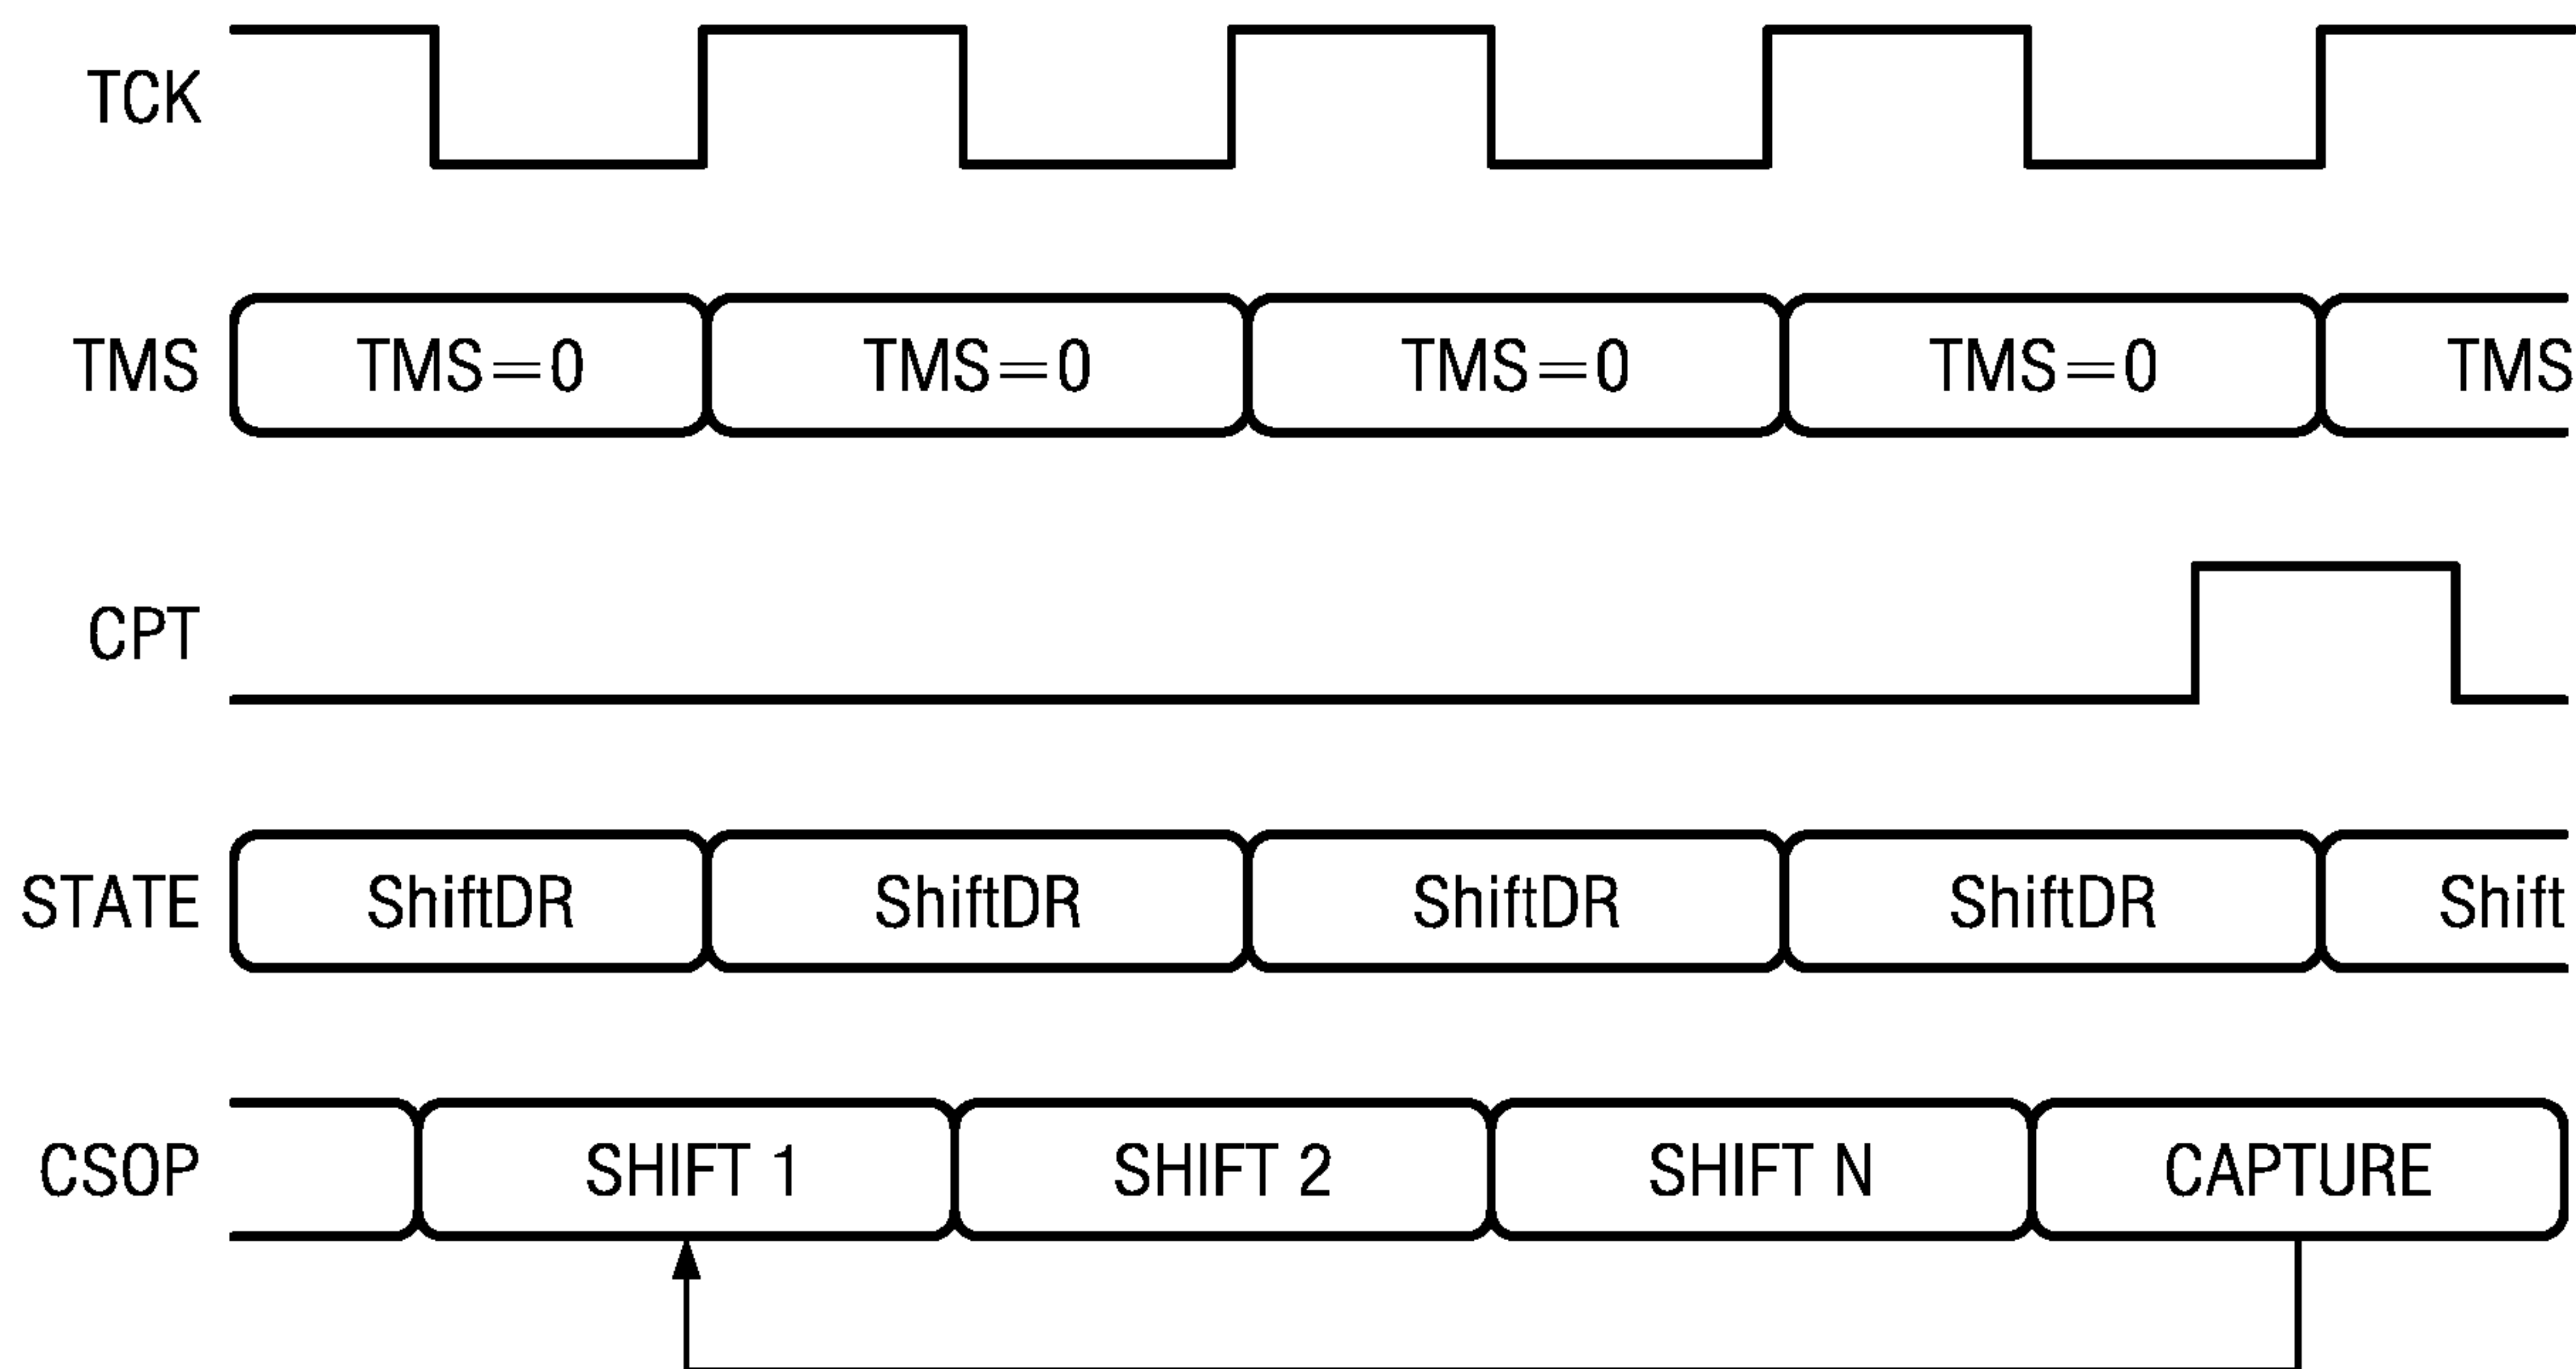 TCK
TMS TMS=0 TMS=0 TMS=0 TMS=0 TMS
CPT
STATE ShiftDR ShiftDR ShiftDR ShiftDR Shift
CSOP SHIFT 1 SHIFT 2 SHIFT N CAPTURE